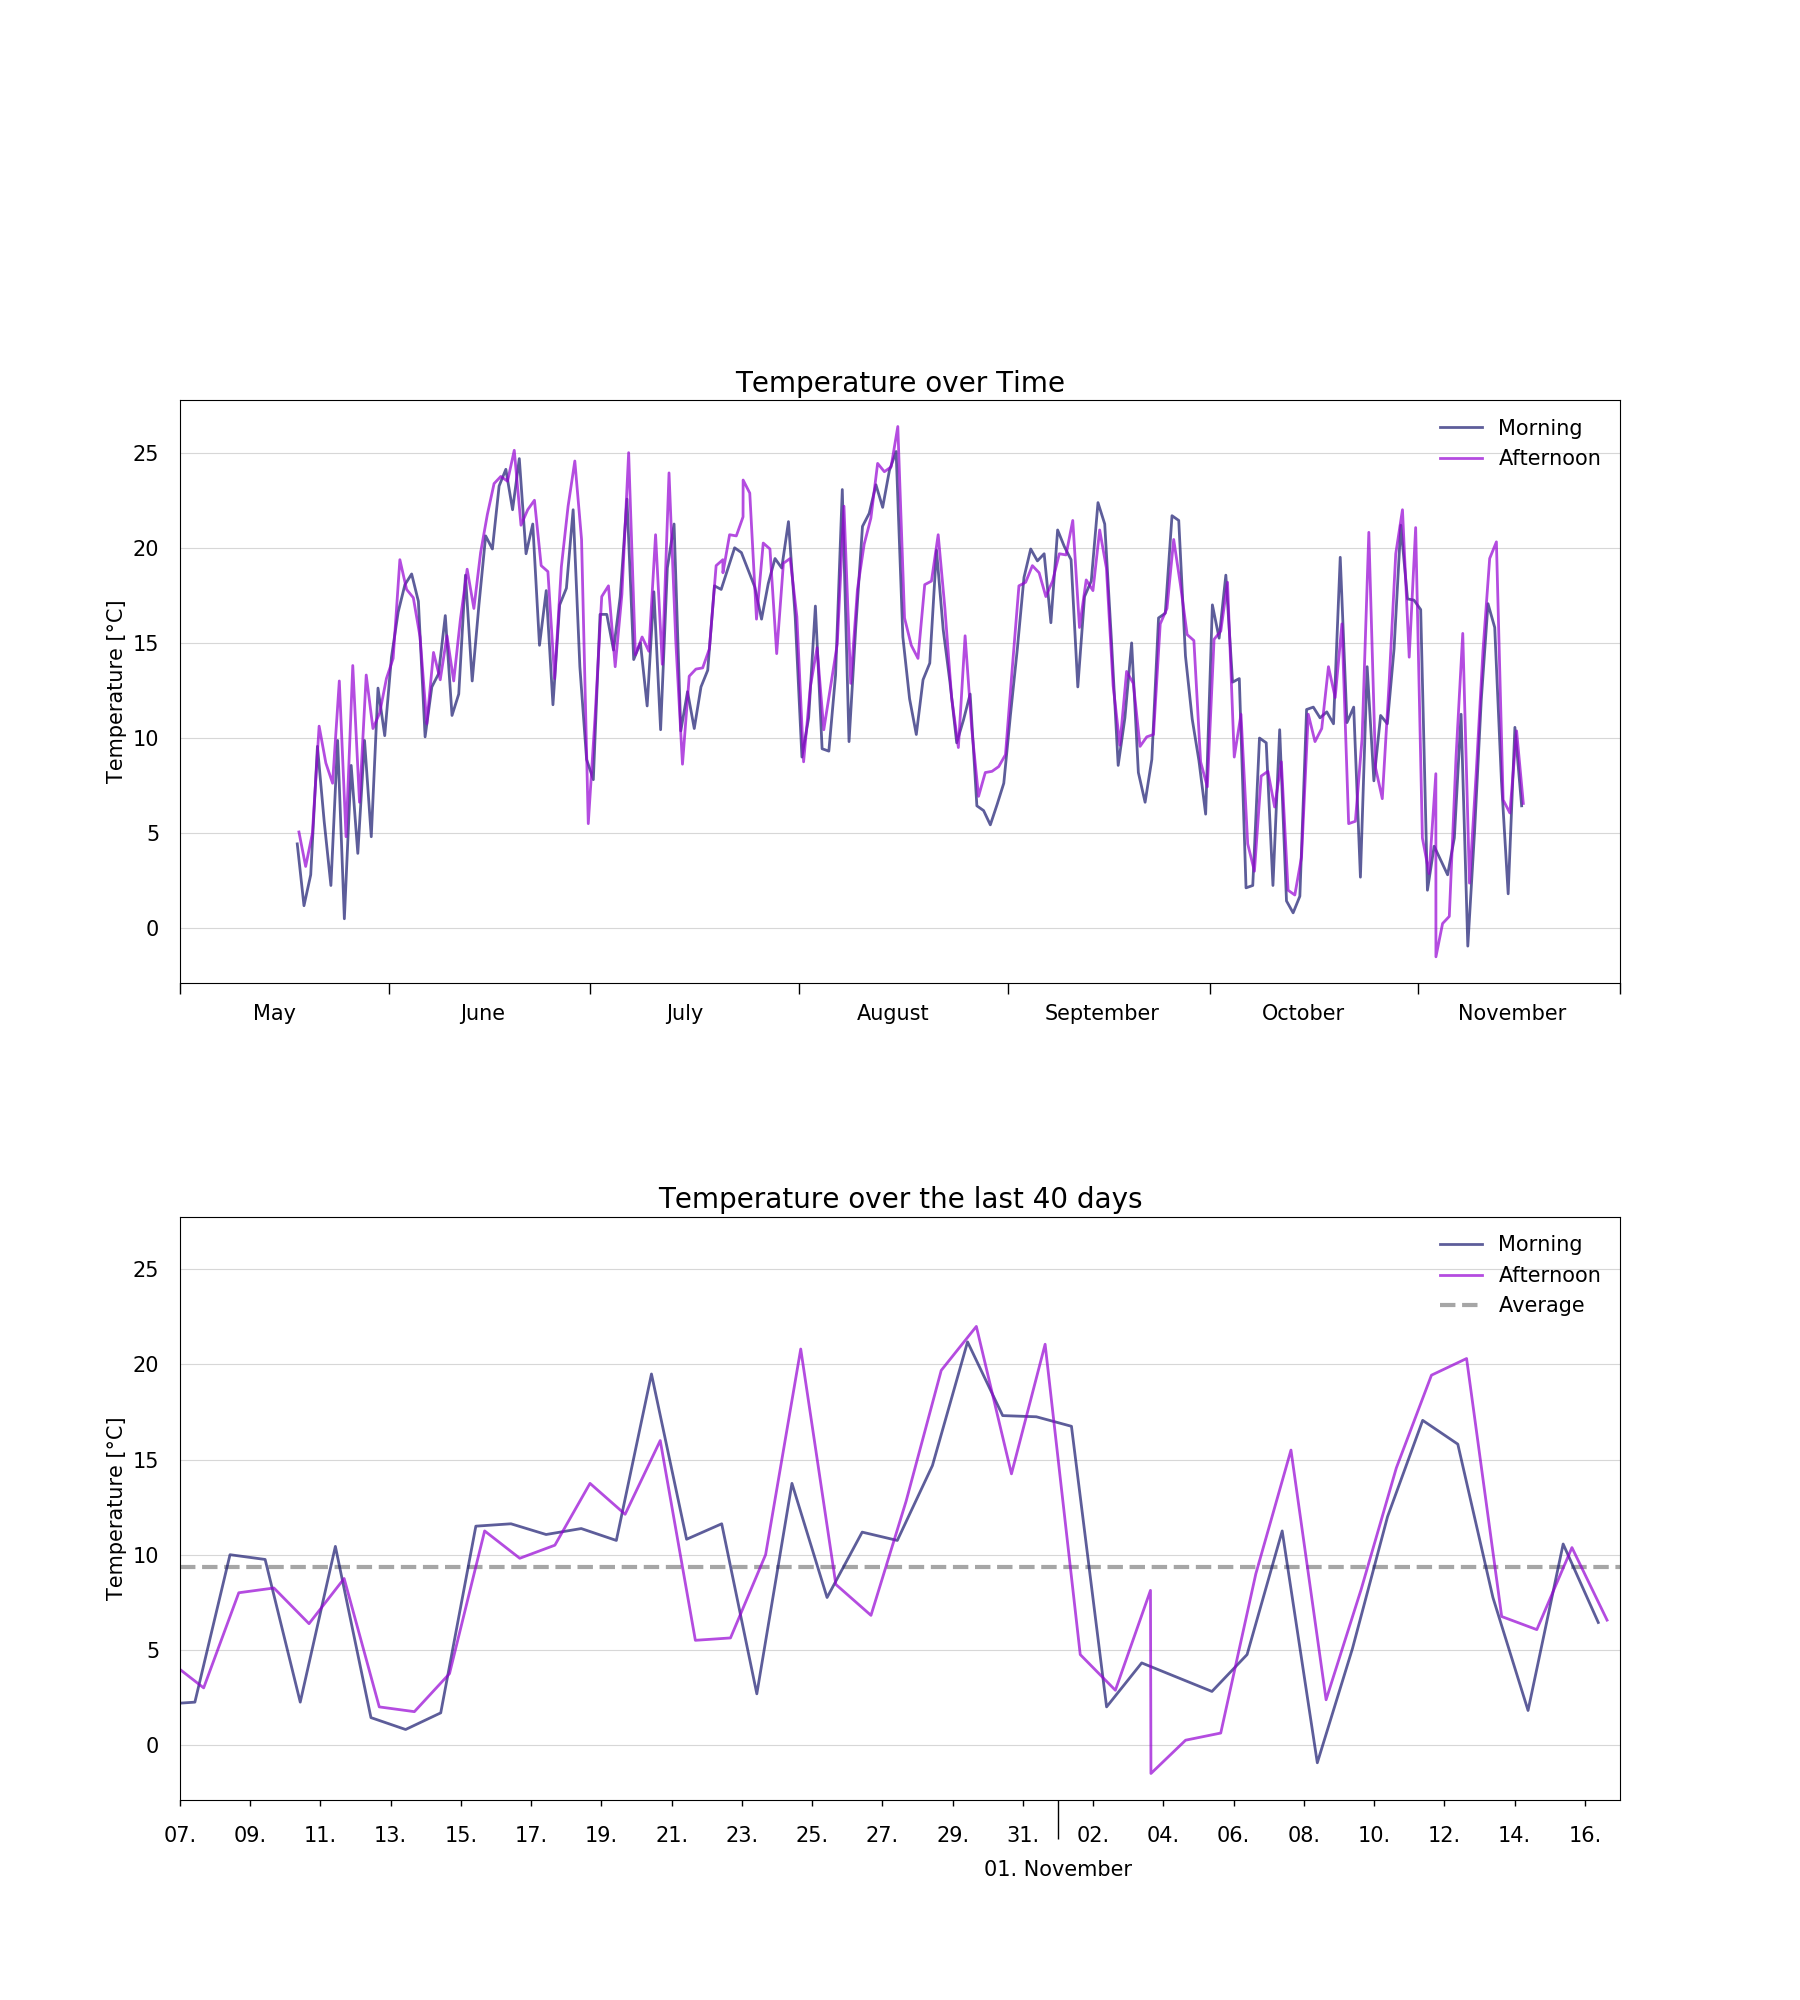 Temperature over Time
Temperature [°C]
25
20
15
10
5
0
Morning
Afternoon
May June July August September October November
Temperature over the last 40 days
Temperature [°C]
25
20
15
10
5
0
Morning
Afternoon
Average
07. 09. 11. 13. 15. 17. 19. 21. 23. 25. 27. 29. 31. 02. 04. 06. 08. 10. 12. 14. 16.
01. November